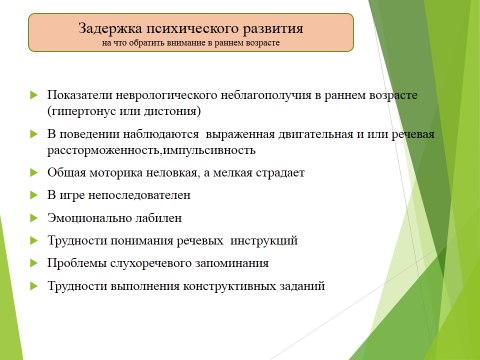 Задержка психического развития
на что обратить внимание в раннем возрасте
Показатели неврологического неблагополучия в раннем возрасте
(гипертонус или дистония)
В поведении наблюдаются выраженная двигательная и или речевая
расстороженность,импульсивность
Общая моторика неловкая, а мелкая страдает
В игре непоследователен
Эмоционально лабилен
Трудности понимания речевых инструкций
Проблемы слухоречевого запоминания
Трудности выполнения конструктивных заданий